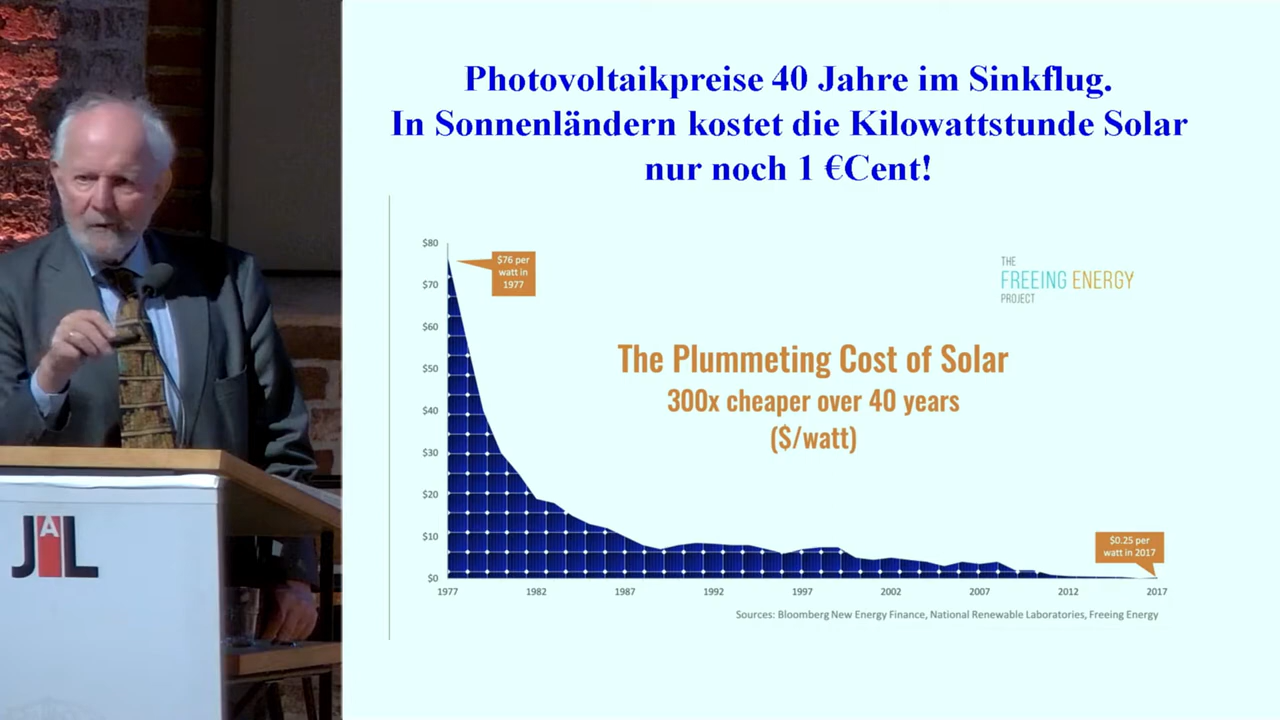 Photovoltaikpreise 40 Jahre im Sinkflug.
In Sonnenländern kostet die Kilowattstunde Solar
nur noch 1 €Cent!
$80
$70
$60
$50
$40
$30
$20
$10
$0
$76 per
watt in
1977
THE
FREEING ENERGY
PROJECT
The Plummeting Cost of Solar
300x cheaper over 40 years
($/watt)
$0.25 per
watt in 2017
1977
1982
1987
1992
1997
2002
2007
2012
2017
Sources: Bloomberg New Energy Finance, National Renewable Laboratories, Freeing Energy
JAL